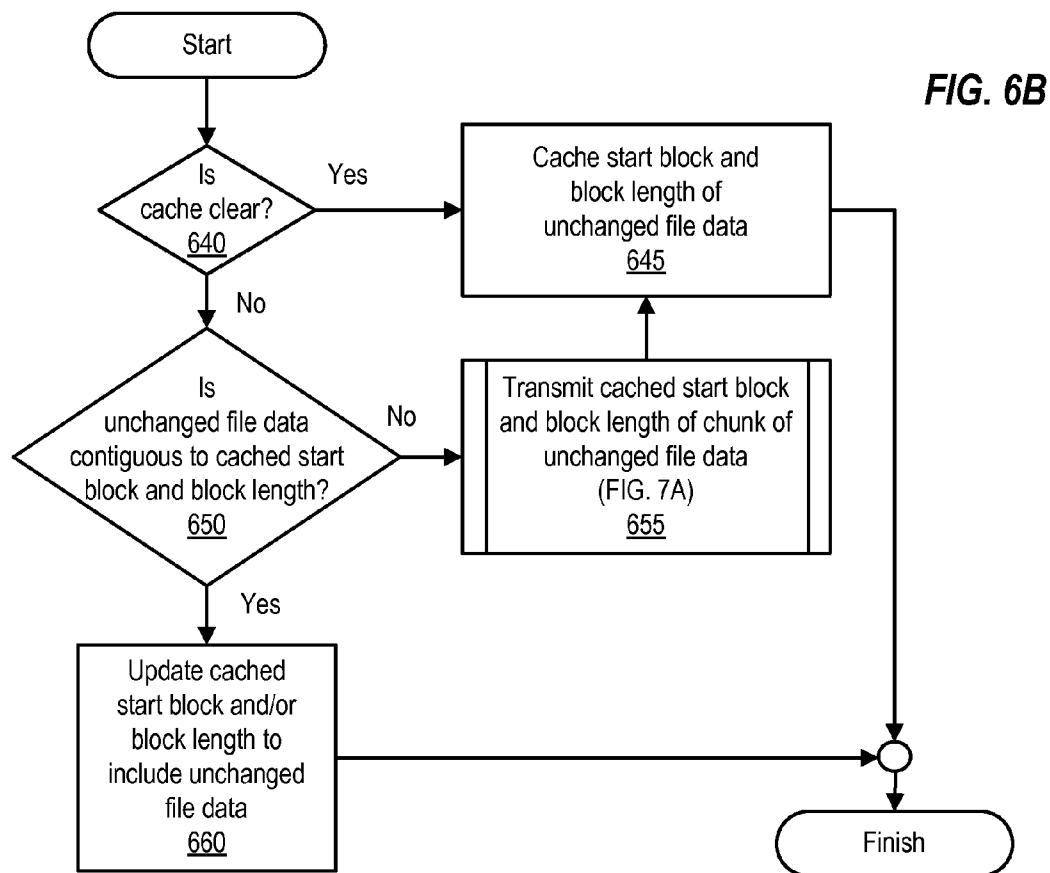 Start
FIG. 6B
Is
cache clear?
640
Yes
No
Cache start block and
block length of
unchanged file data
645
Is
unchanged file data
contiguous to cached start
block and block length?
650
No
Yes
Transmit cached start block
and block length of chunk of
unchanged file data
(FIG. 7A)
655
Update cached
start block and/or
block length to
include unchanged
file data
660
Finish